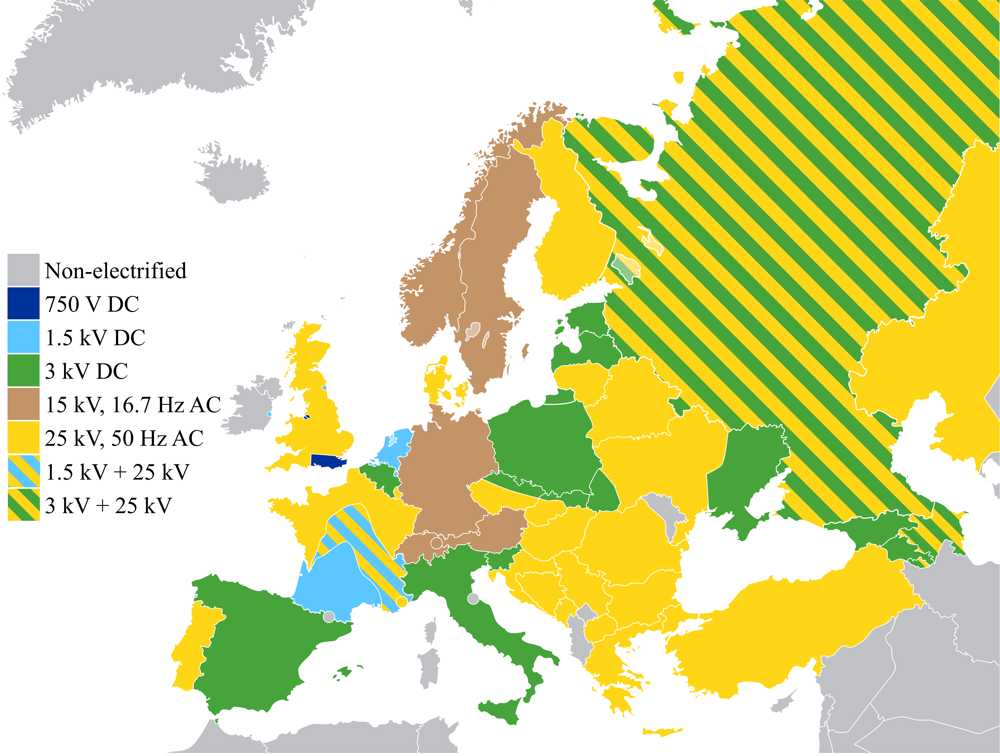 Non-electrified
750 V DC
1.5 kV DC
3 kV DC
15 kV, 16.7 Hz AC
25 kV, 50 Hz AC
1.5 kV + 25 kV
3 kV + 25 kV